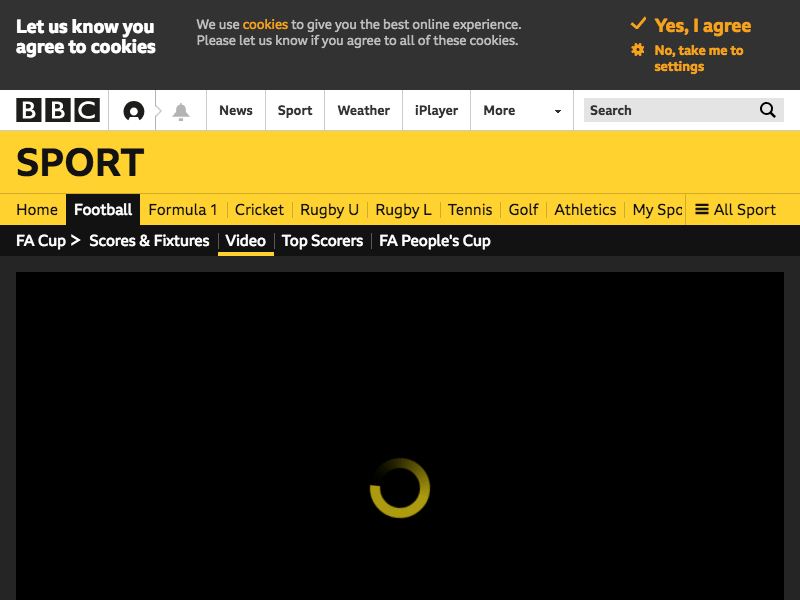 Let us know you
agree to cookies
We use cookies to give you the best online experience.
Please let us know if you agree to all of these cookies.
Yes, I agree
No, take me to
settings
BBC News Sport Weather iPlayer More Search
SPORT
Home Football Formula 1 Cricket Rugby U Rugby L Tennis Golf Athletics My Spo All Sport
FA Cup Scores & Fixtures Video Top Scorers FA People's Cup